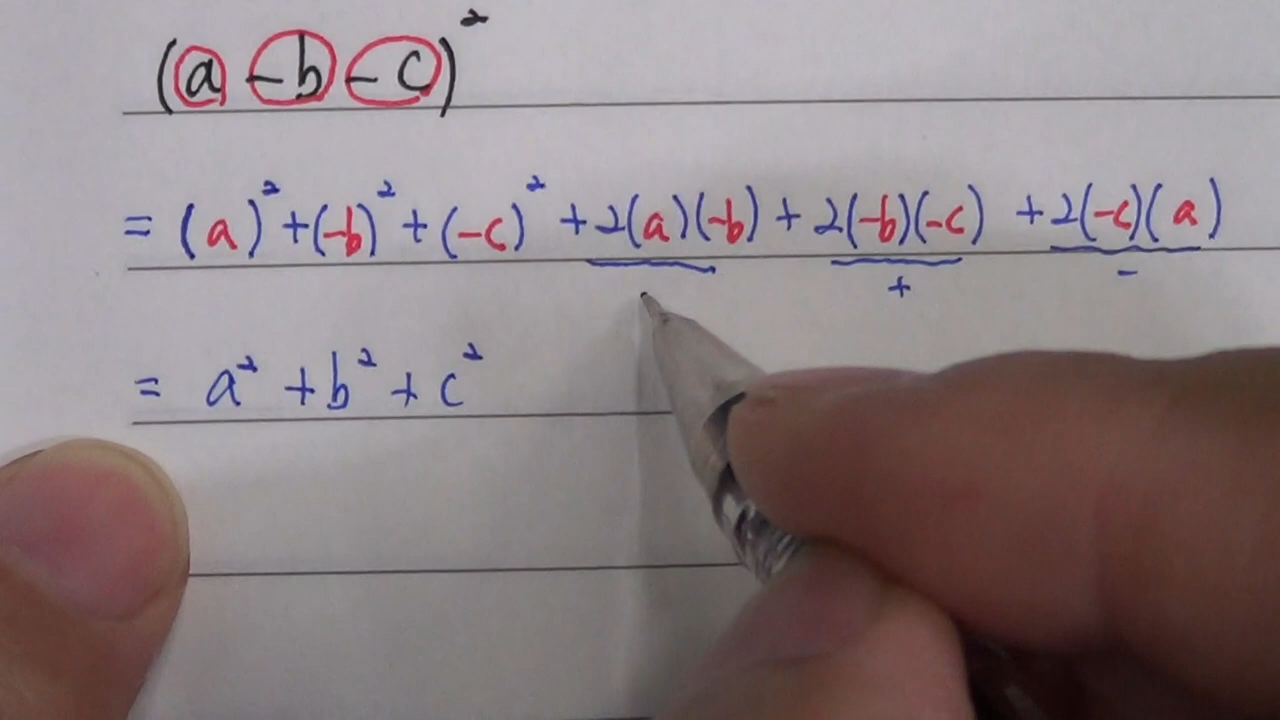 (a-b-c)²
= (a)²+(-b)²+(-c)²+2(a)(-b)+2(-b)(-c)+2(-c)(a)
+ -
= a²+b²+c²